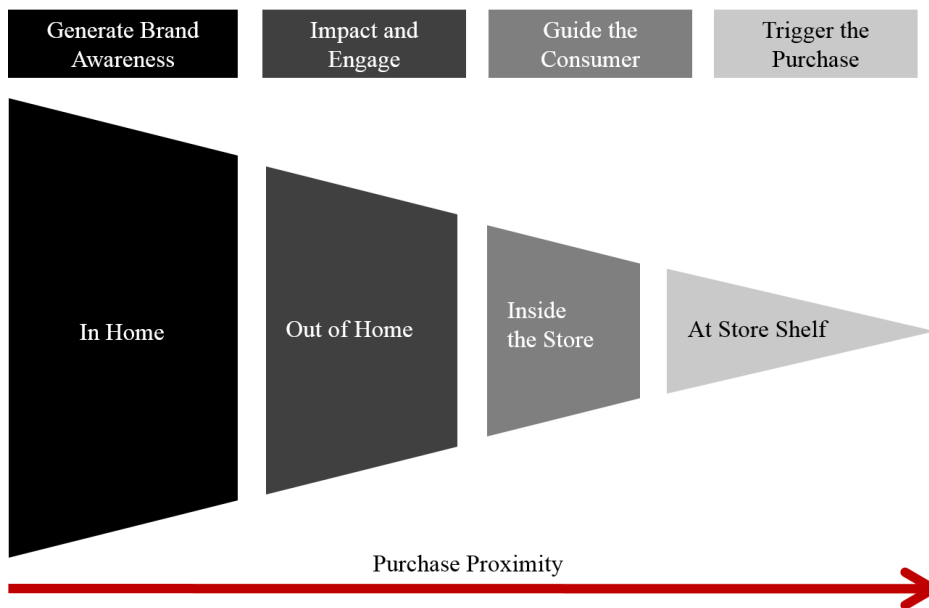 Generate Brand
Awareness
Impact and
Engage
Guide the
Consumer
Trigger the
Purchase
In Home
Out of Home
Inside
the Store
At Store Shelf
Purchase Proximity